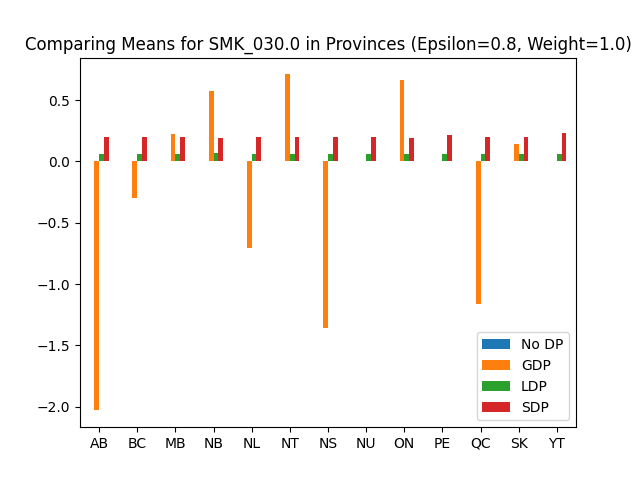 Comparing Means for SMK_030.0 in Provinces (Epsilon=0.8, Weight=1.0)
0.5
0.0
−0.5
−1.0
−1.5
−2.0
No DP
GDP
LDP
SDP
AB BC MB NB NL NT NS NU ON PE QC SK YT